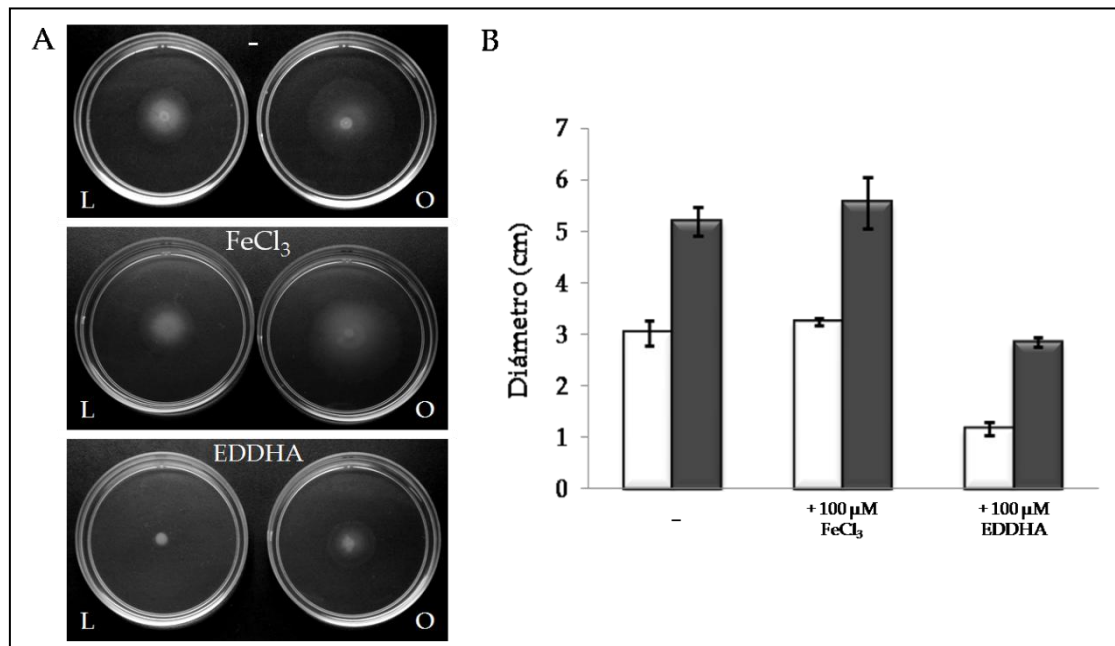 A
–
L O
FeCl₃
L O
EDDHA
L O
B
Diámetro (cm)
7
6
5
4
3
2
1
0
–
+ 100 µM
FeCl₃
+ 100 µM
EDDHA